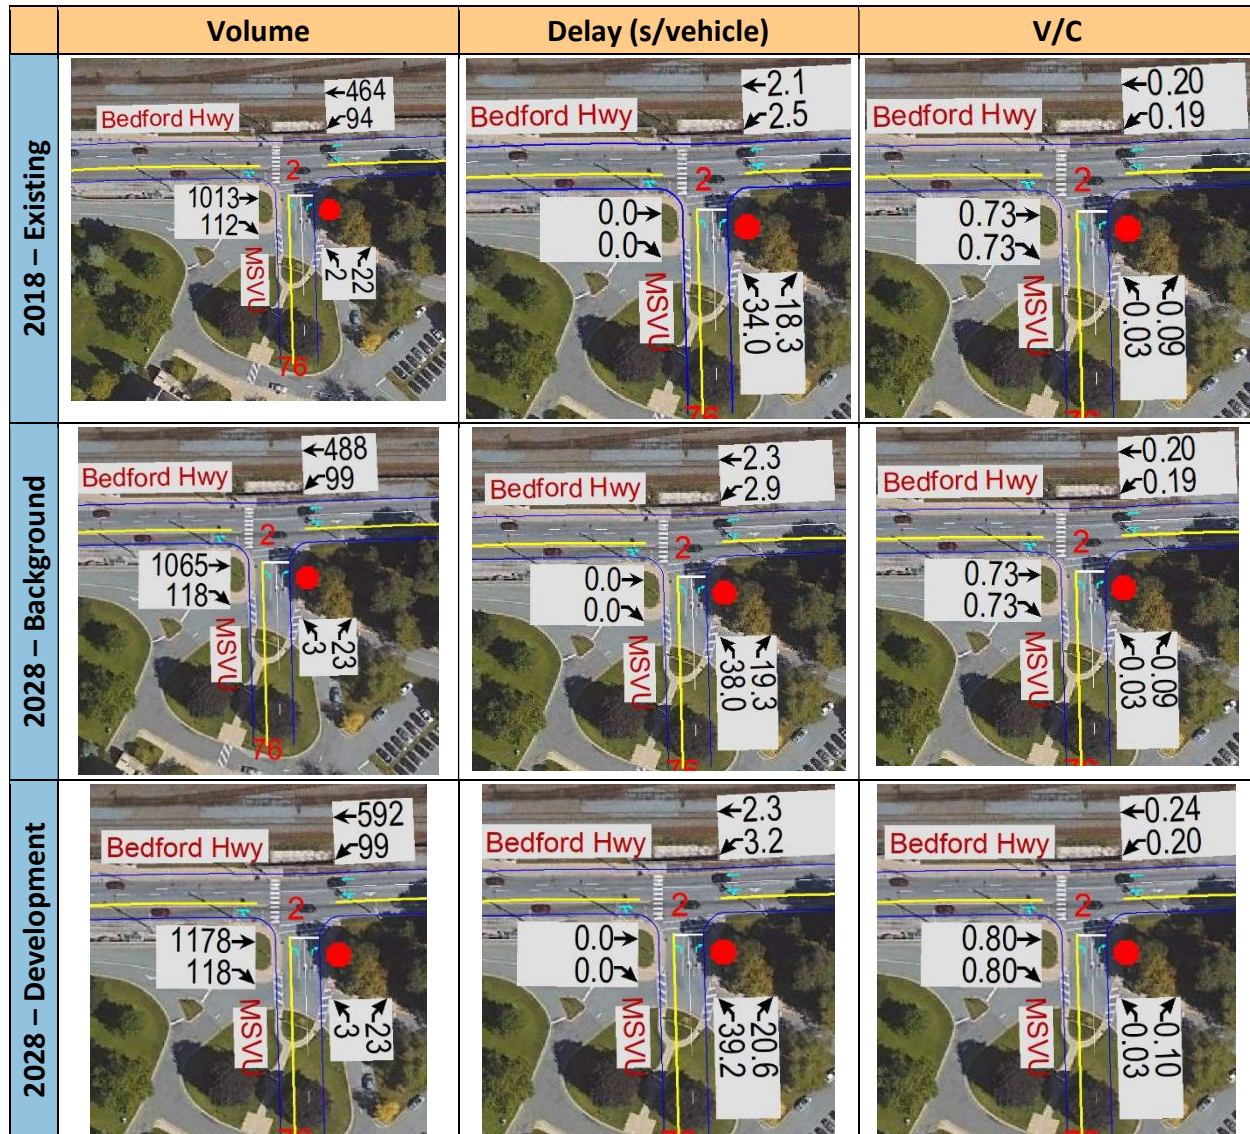 Volume
Delay (s/vehicle)
V/C
2018 – Existing
Bedford Hwy
464
94
2
1013
112
MSVU
2
22
76
Bedford Hwy
2.1
2.5
2
0.0
0.0
MSVU
34.0
18.3
76
Bedford Hwy
0.20
0.19
2
0.73
0.73
MSVU
0.03
0.09
2028 – Background
Bedford Hwy
488
99
2
1065
118
MSVU
3
23
76
Bedford Hwy
2.3
2.9
2
0.0
0.0
MSVU
38.0
19.3
Bedford Hwy
0.20
0.19
2
0.73
0.73
MSVU
0.03
0.09
2028 – Development
Bedford Hwy
592
99
2
1178
118
MSVU
3
23
Bedford Hwy
2.3
3.2
2
0.0
0.0
MSVU
39.2
20.6
Bedford Hwy
0.24
0.20
2
0.80
0.80
MSVU
0.03
0.10